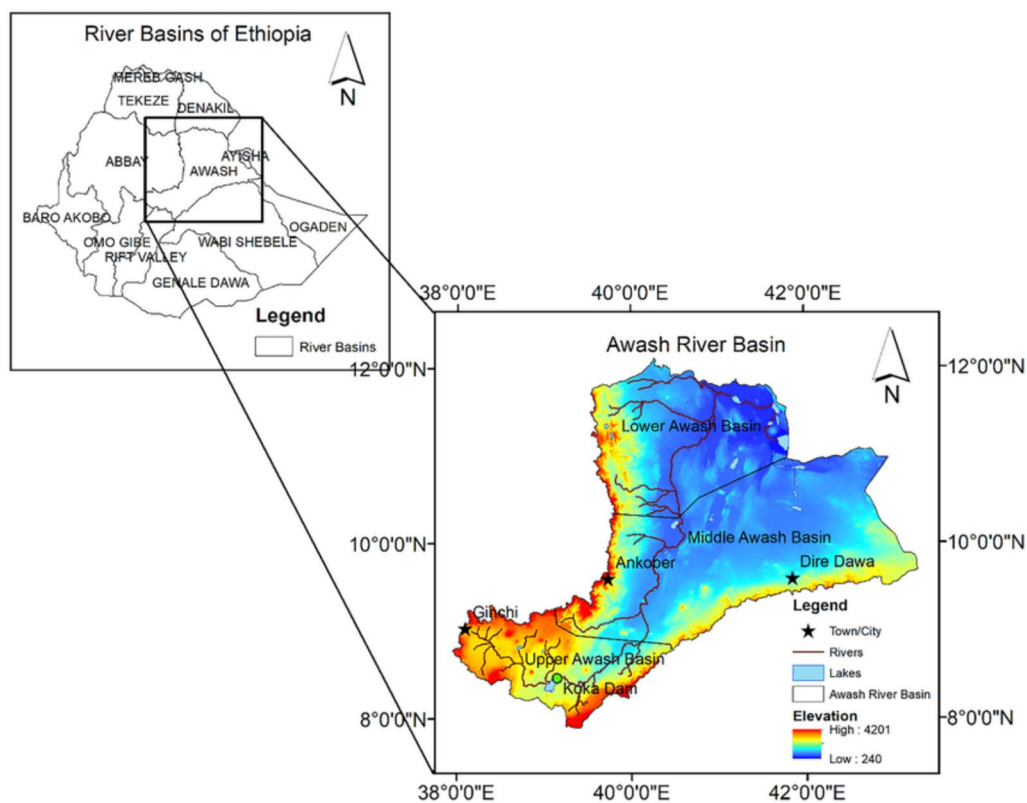 River Basins of Ethiopia
N
MEREB GASH
TEKEZE
DENAKIL
ABBAY
AYISHA
AWASH
BARO AKOBO
OGADEN
OMO GIBE
WABI SHEBELE
RIFT VALLEY
GENALE DAWA
Legend
River Basins
38°0'0"E
40°0'0"E
42°0'0"E
Awash River Basin
12°0'0"N
12°0'0"N
N
Lower Awash Basin
10°0'0"N
Middle Awash Basin
10°0'0"N
Ankoper
Dire Dawa
Ginchi
Legend
Town/City
Rivers
Upper Awash Basin
Lakes
Koka Dam
Awash River Basin
8°0'0"N
Elevation
8°0'0"N
High : 4201
Low : 240
38°0'0"E
40°0'0"E
42°0'0"E